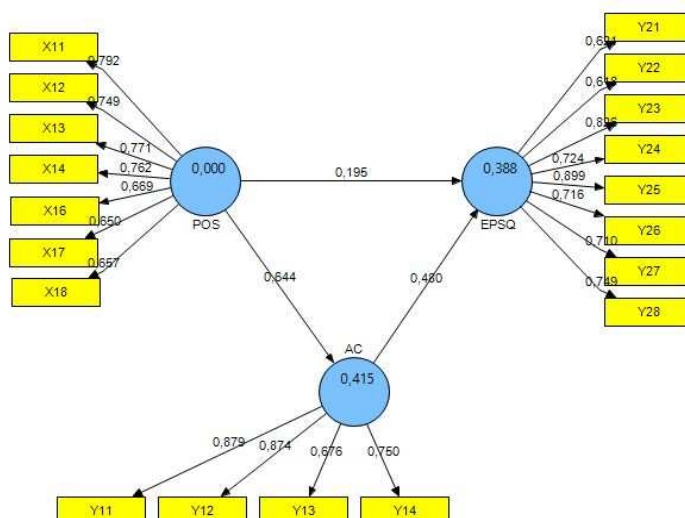 X11
0,792
X12
0,749
X13
0,771
X14
0,762
X16
0,669
X17
0,650
X18
0,657
0,000
POS
0,195
0,644
0,480
0,388
EPSQ
Y21
0,618
Y22
Y23
0,724
Y24
0,899
Y25
0,716
Y26
0,710
Y27
0,749
Y28
AC
0,415
0,879
0,874
0,676
0,750
Y11
Y12
Y13
Y14